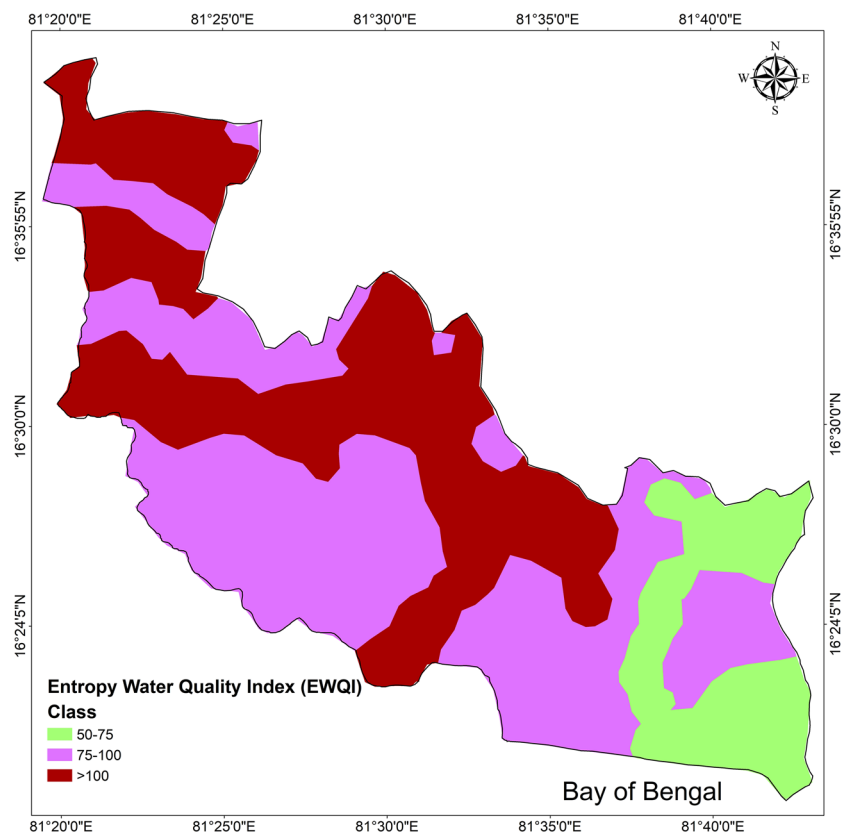 81°20'0"E 81°25'0"E 81°30'0"E 81°35'0"E 81°40'0"E
N
W E
S
16°35'55"N 16°35'55"N
16°30'0"N 16°30'0"N
16°24'5"N 16°24'5"N
Entropy Water Quality Index (EWQI)
Class
50-75
75-100
>100
Bay of Bengal
81°20'0"E 81°25'0"E 81°30'0"E 81°35'0"E 81°40'0"E